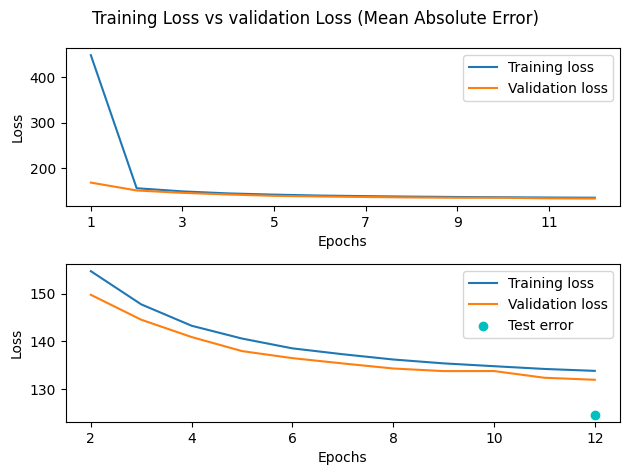 Training Loss vs validation Loss (Mean Absolute Error)
400
300
200
Loss
Training loss
Validation loss
1 3 5 7 9 11
Epochs
150
140
130
Loss
Training loss
Validation loss
Test error
2 4 6 8 10 12
Epochs